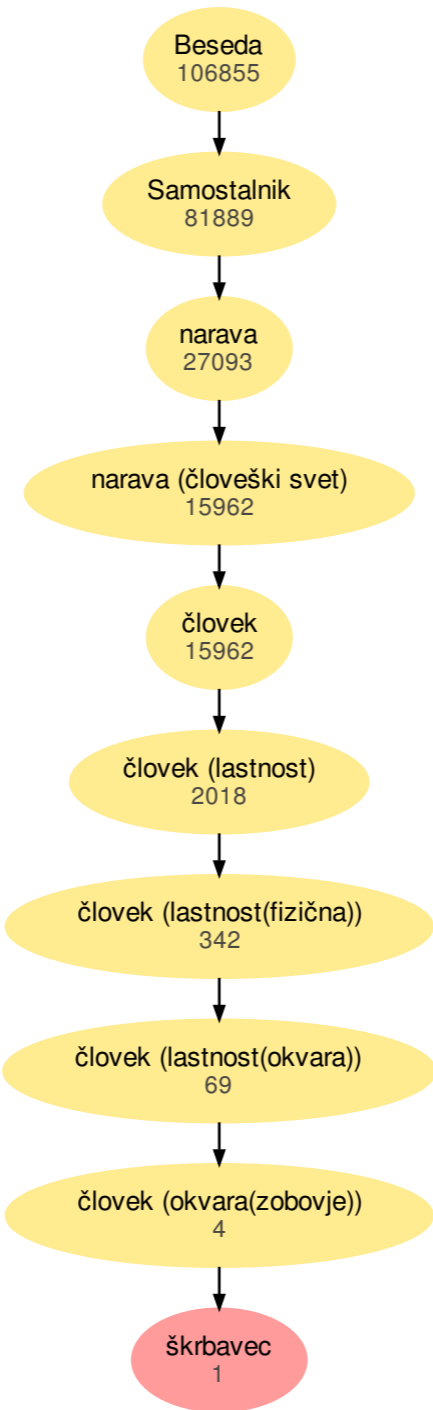 Beseda
106855
Samostalnik
81889
narava
27093
narava (človeški svet)
15962
človek
15962
človek (lastnost)
2018
človek (lastnost(fizična))
342
človek (lastnost(okvara))
69
človek (okvara(zobovje))
4
škrbavec
1